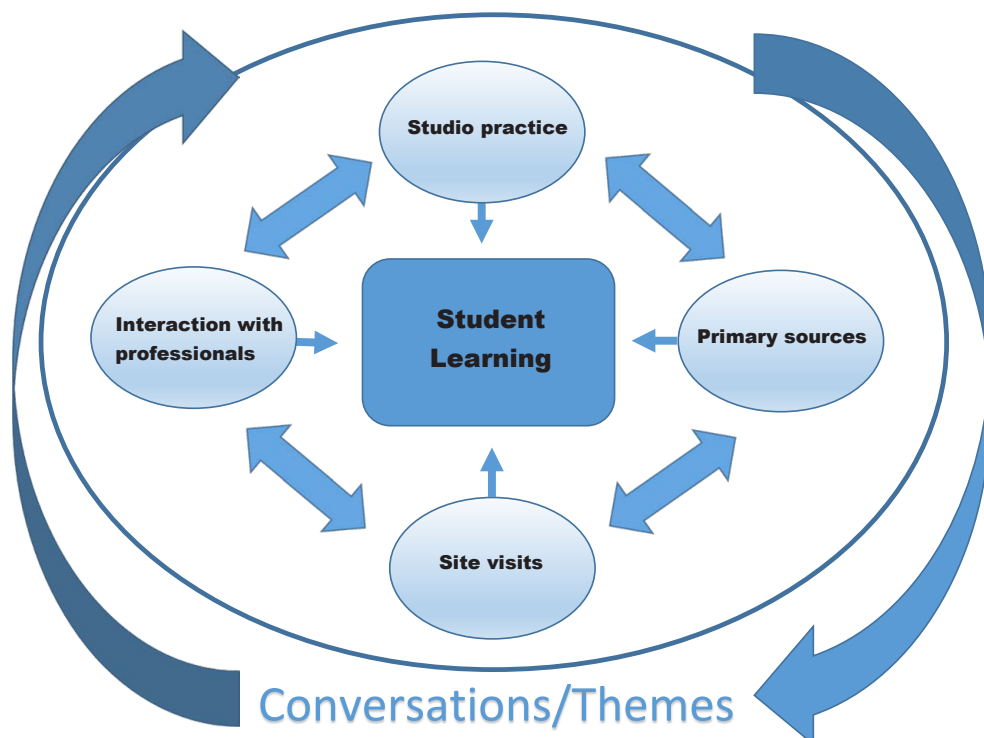 Studio practice
Interaction with
professionals
Student
Learning
Primary sources
Site visits
Conversations/Themes